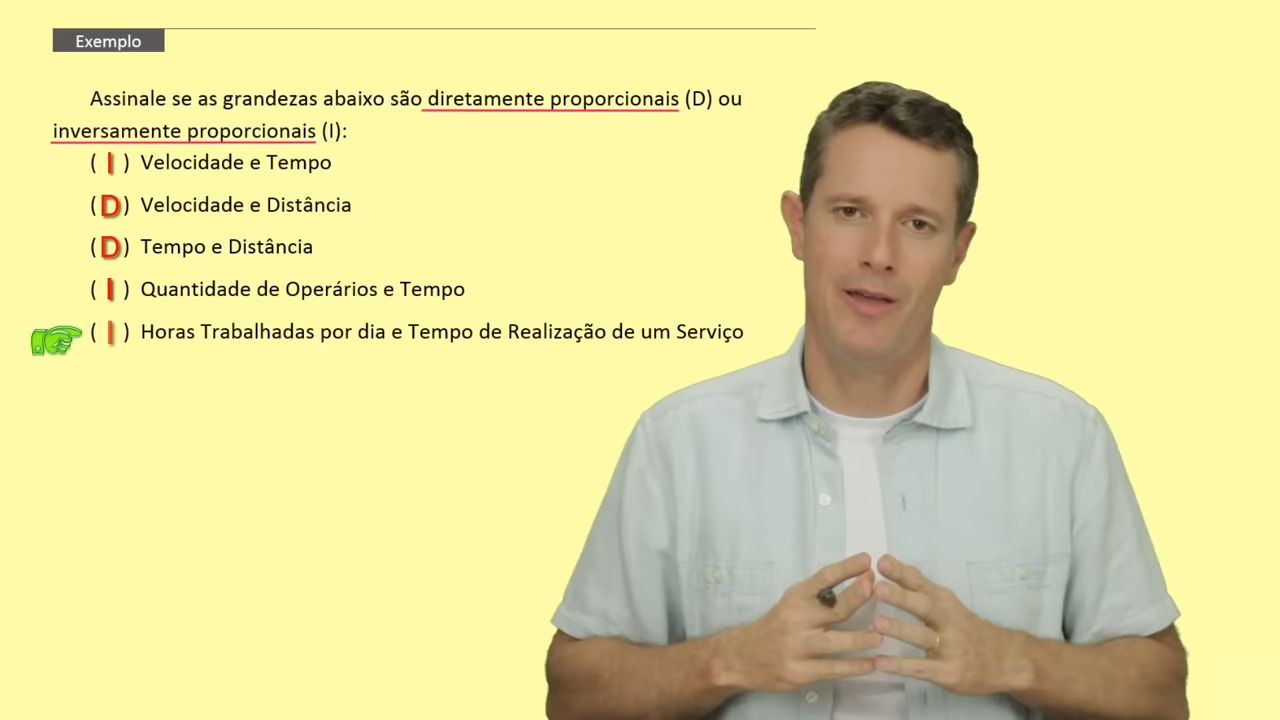 Exemplo
Assinale se as grandezas abaixo são diretamente proporcionais (D) ou
inversamente proporcionais (I):
( I ) Velocidade e Tempo
( D ) Velocidade e Distância
( D ) Tempo e Distância
( I ) Quantidade de Operários e Tempo
( I ) Horas Trabalhadas por dia e Tempo de Realização de um Serviço